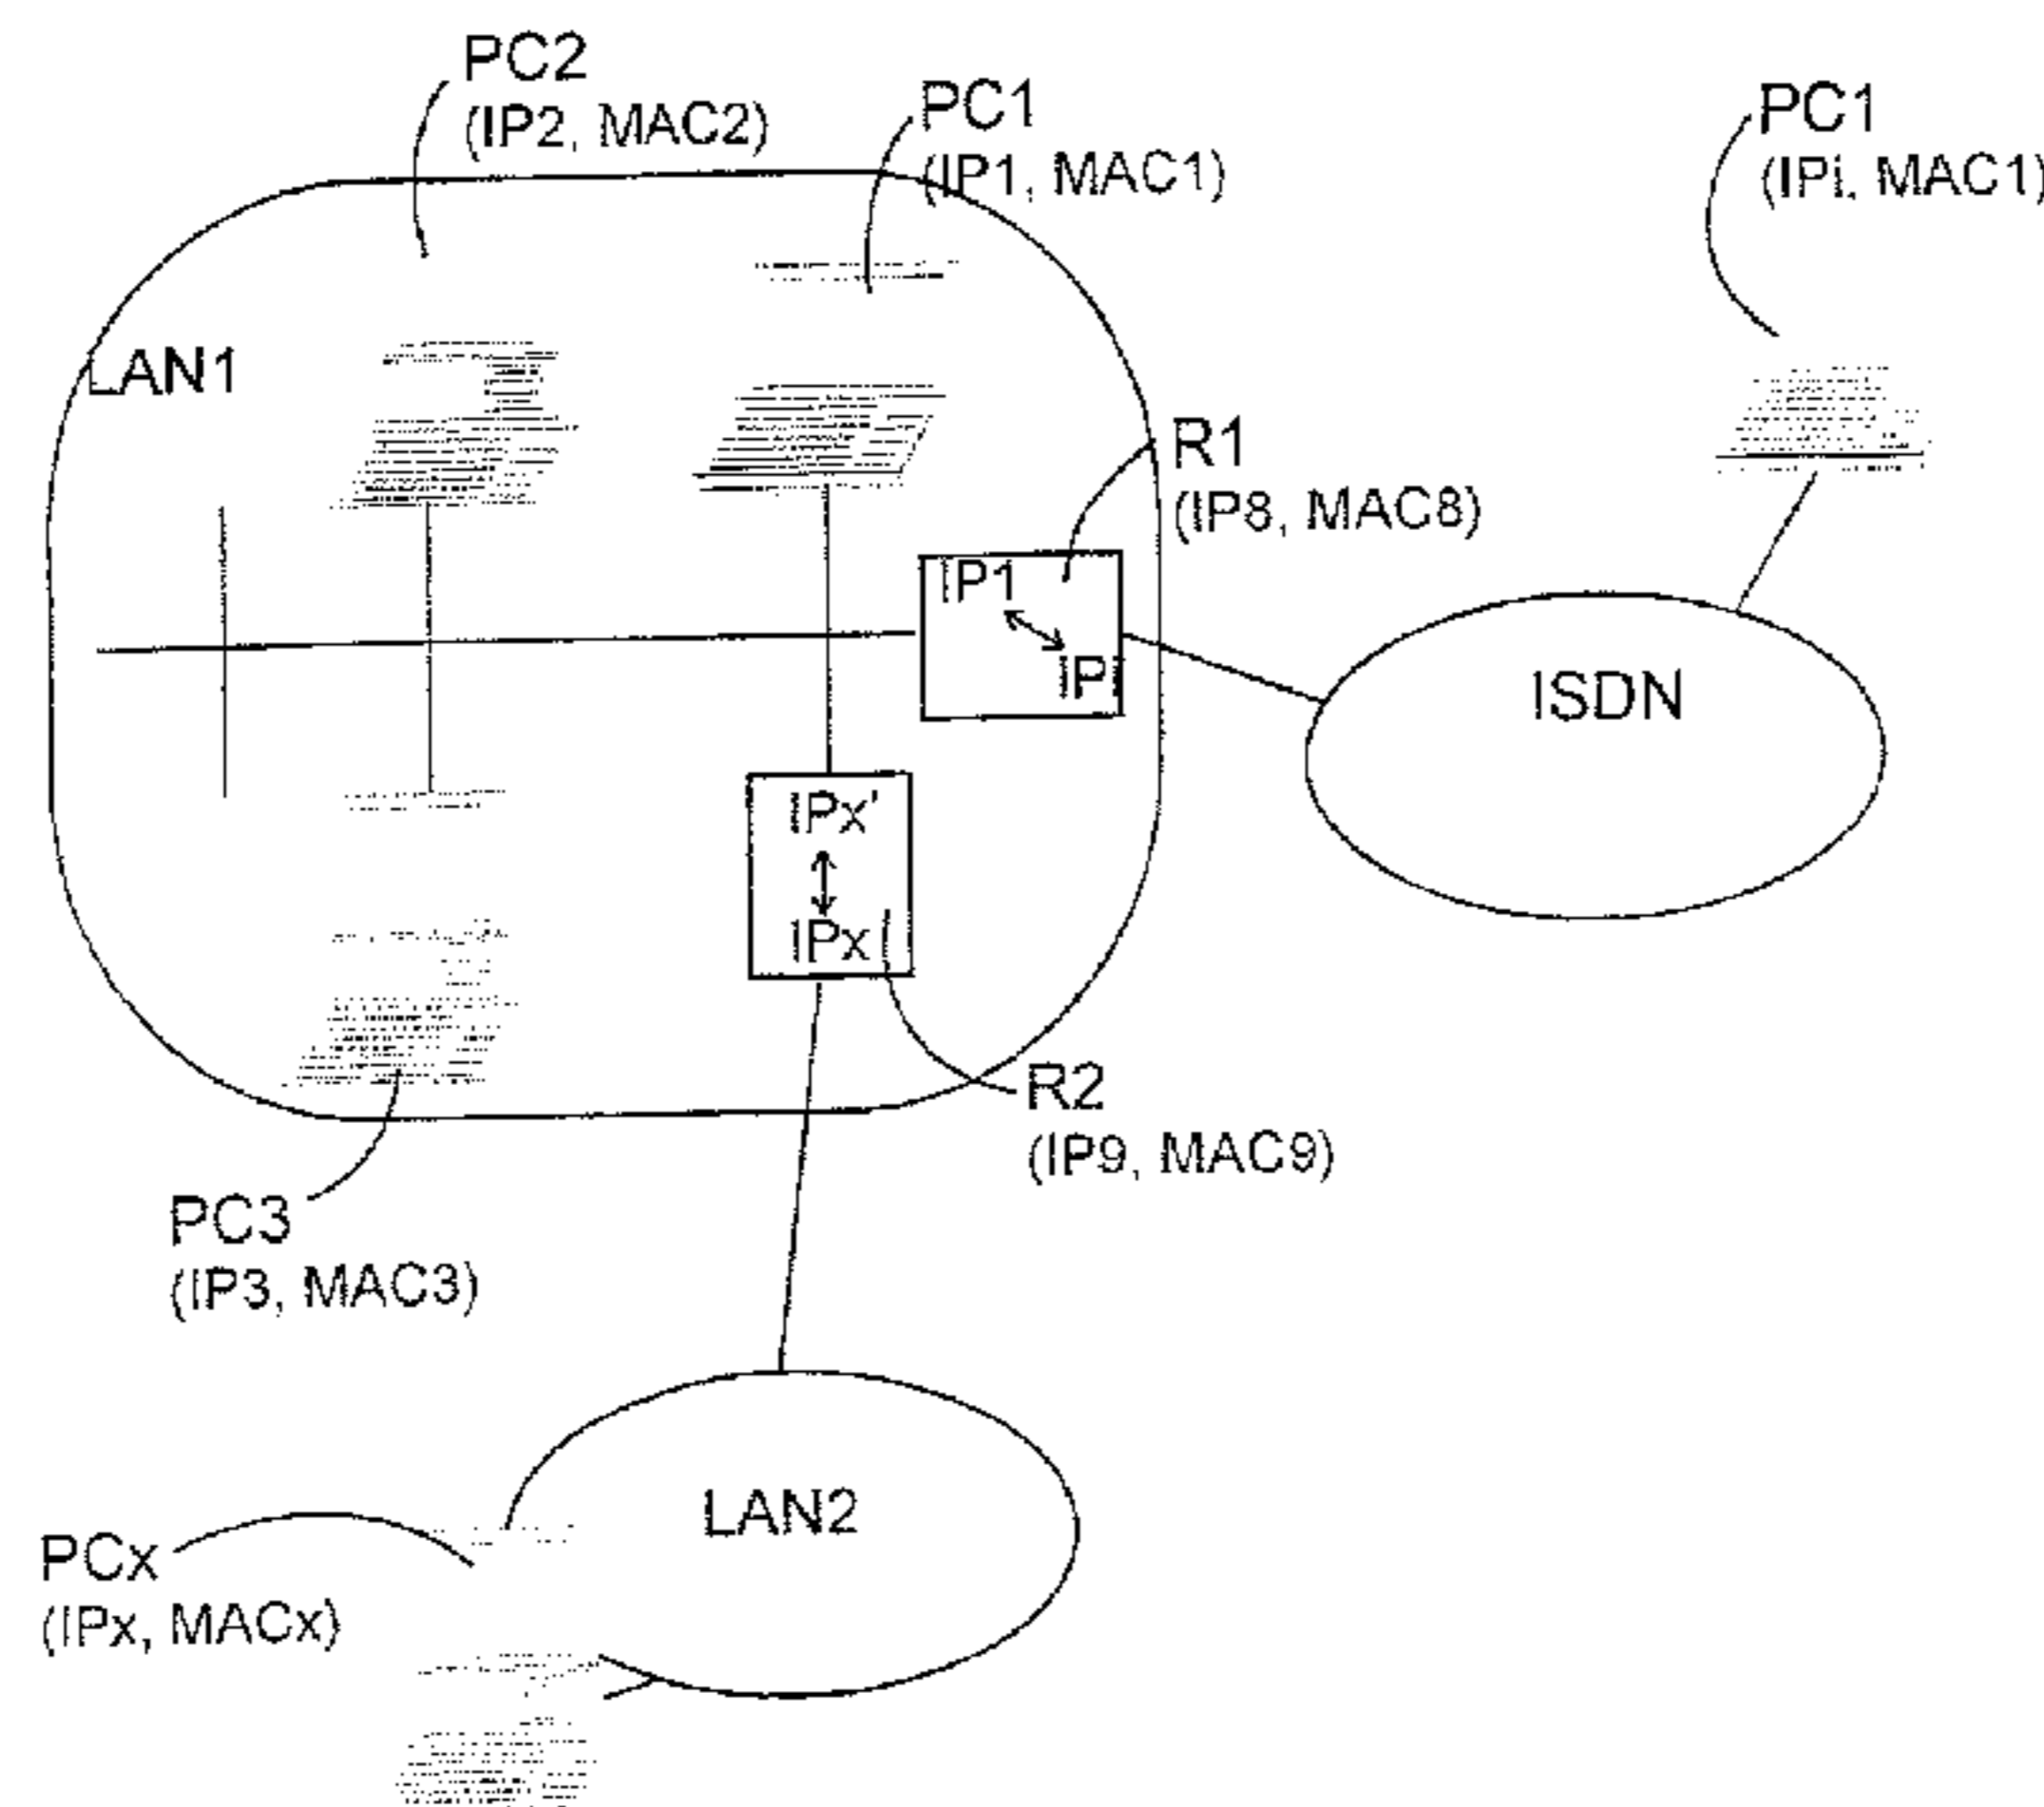 PC2
(IP2, MAC2)
PC1
(IP1, MAC1)
PC1
(IPi, MAC1)
LAN1
R1
(IP8, MAC8)
IP1
IPi
ISDN
IPx'
IPx
R2
(IP9, MAC9)
PC3
(IP3, MAC3)
LAN2
PCx
(IPx, MACx)